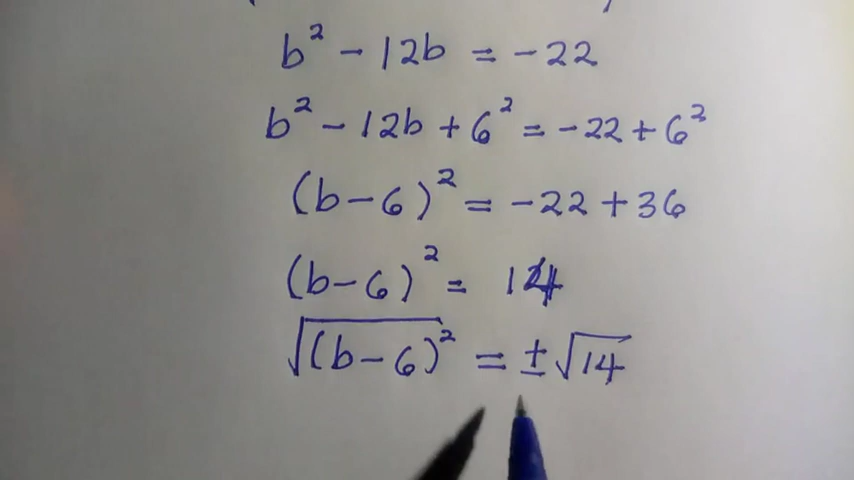 b² - 12b = -22
b² - 12b + 6² = -22 + 6²
(b - 6)² = -22 + 36
(b - 6)² = 14
√(b - 6)² = ± √14